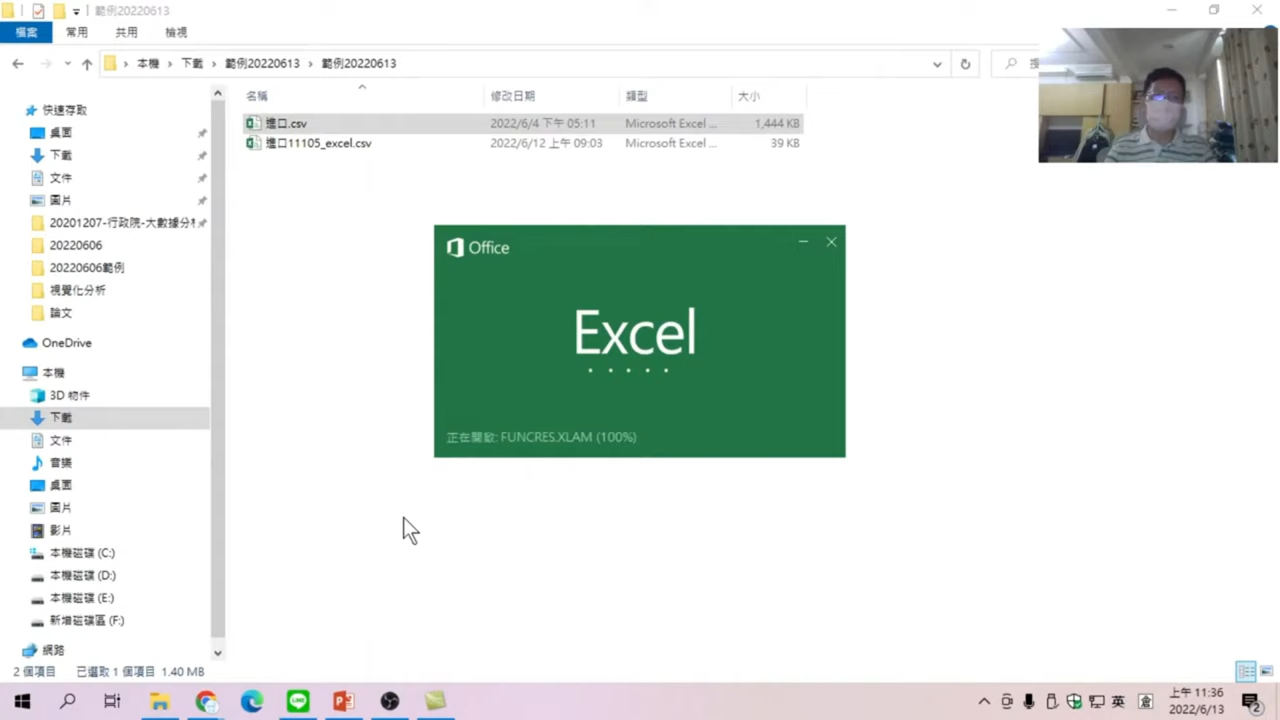 範例20220613
檔案 常用 共用 檢視
本機 下載 範例20220613 範例20220613
名稱 修改日期 類型 大小
進口.csv 2022/6/4 下午 05:11 Microsoft Excel ... 1,444 KB
進口11105_excel.csv 2022/6/12 上午 09:03 Microsoft Excel ... 39 KB
快速存取
桌面
下載
文件
圖片
20201207-行政院-大數據分
20220606
20220606範例
視覺化分析
論文
OneDrive
本機
3D 物件
下載
文件
音樂
桌面
圖片
影片
本機磁碟 (C:)
本機磁碟 (D:)
本機磁碟 (E:)
新增磁碟區 (F:)
網路
Office
Excel
正在開啟: FUNCRES.XLAM (100%)
2 個項目 已選取 1 個項目 1.40 MB
LINE
英
倉
上午 11:36
2022/6/13
2